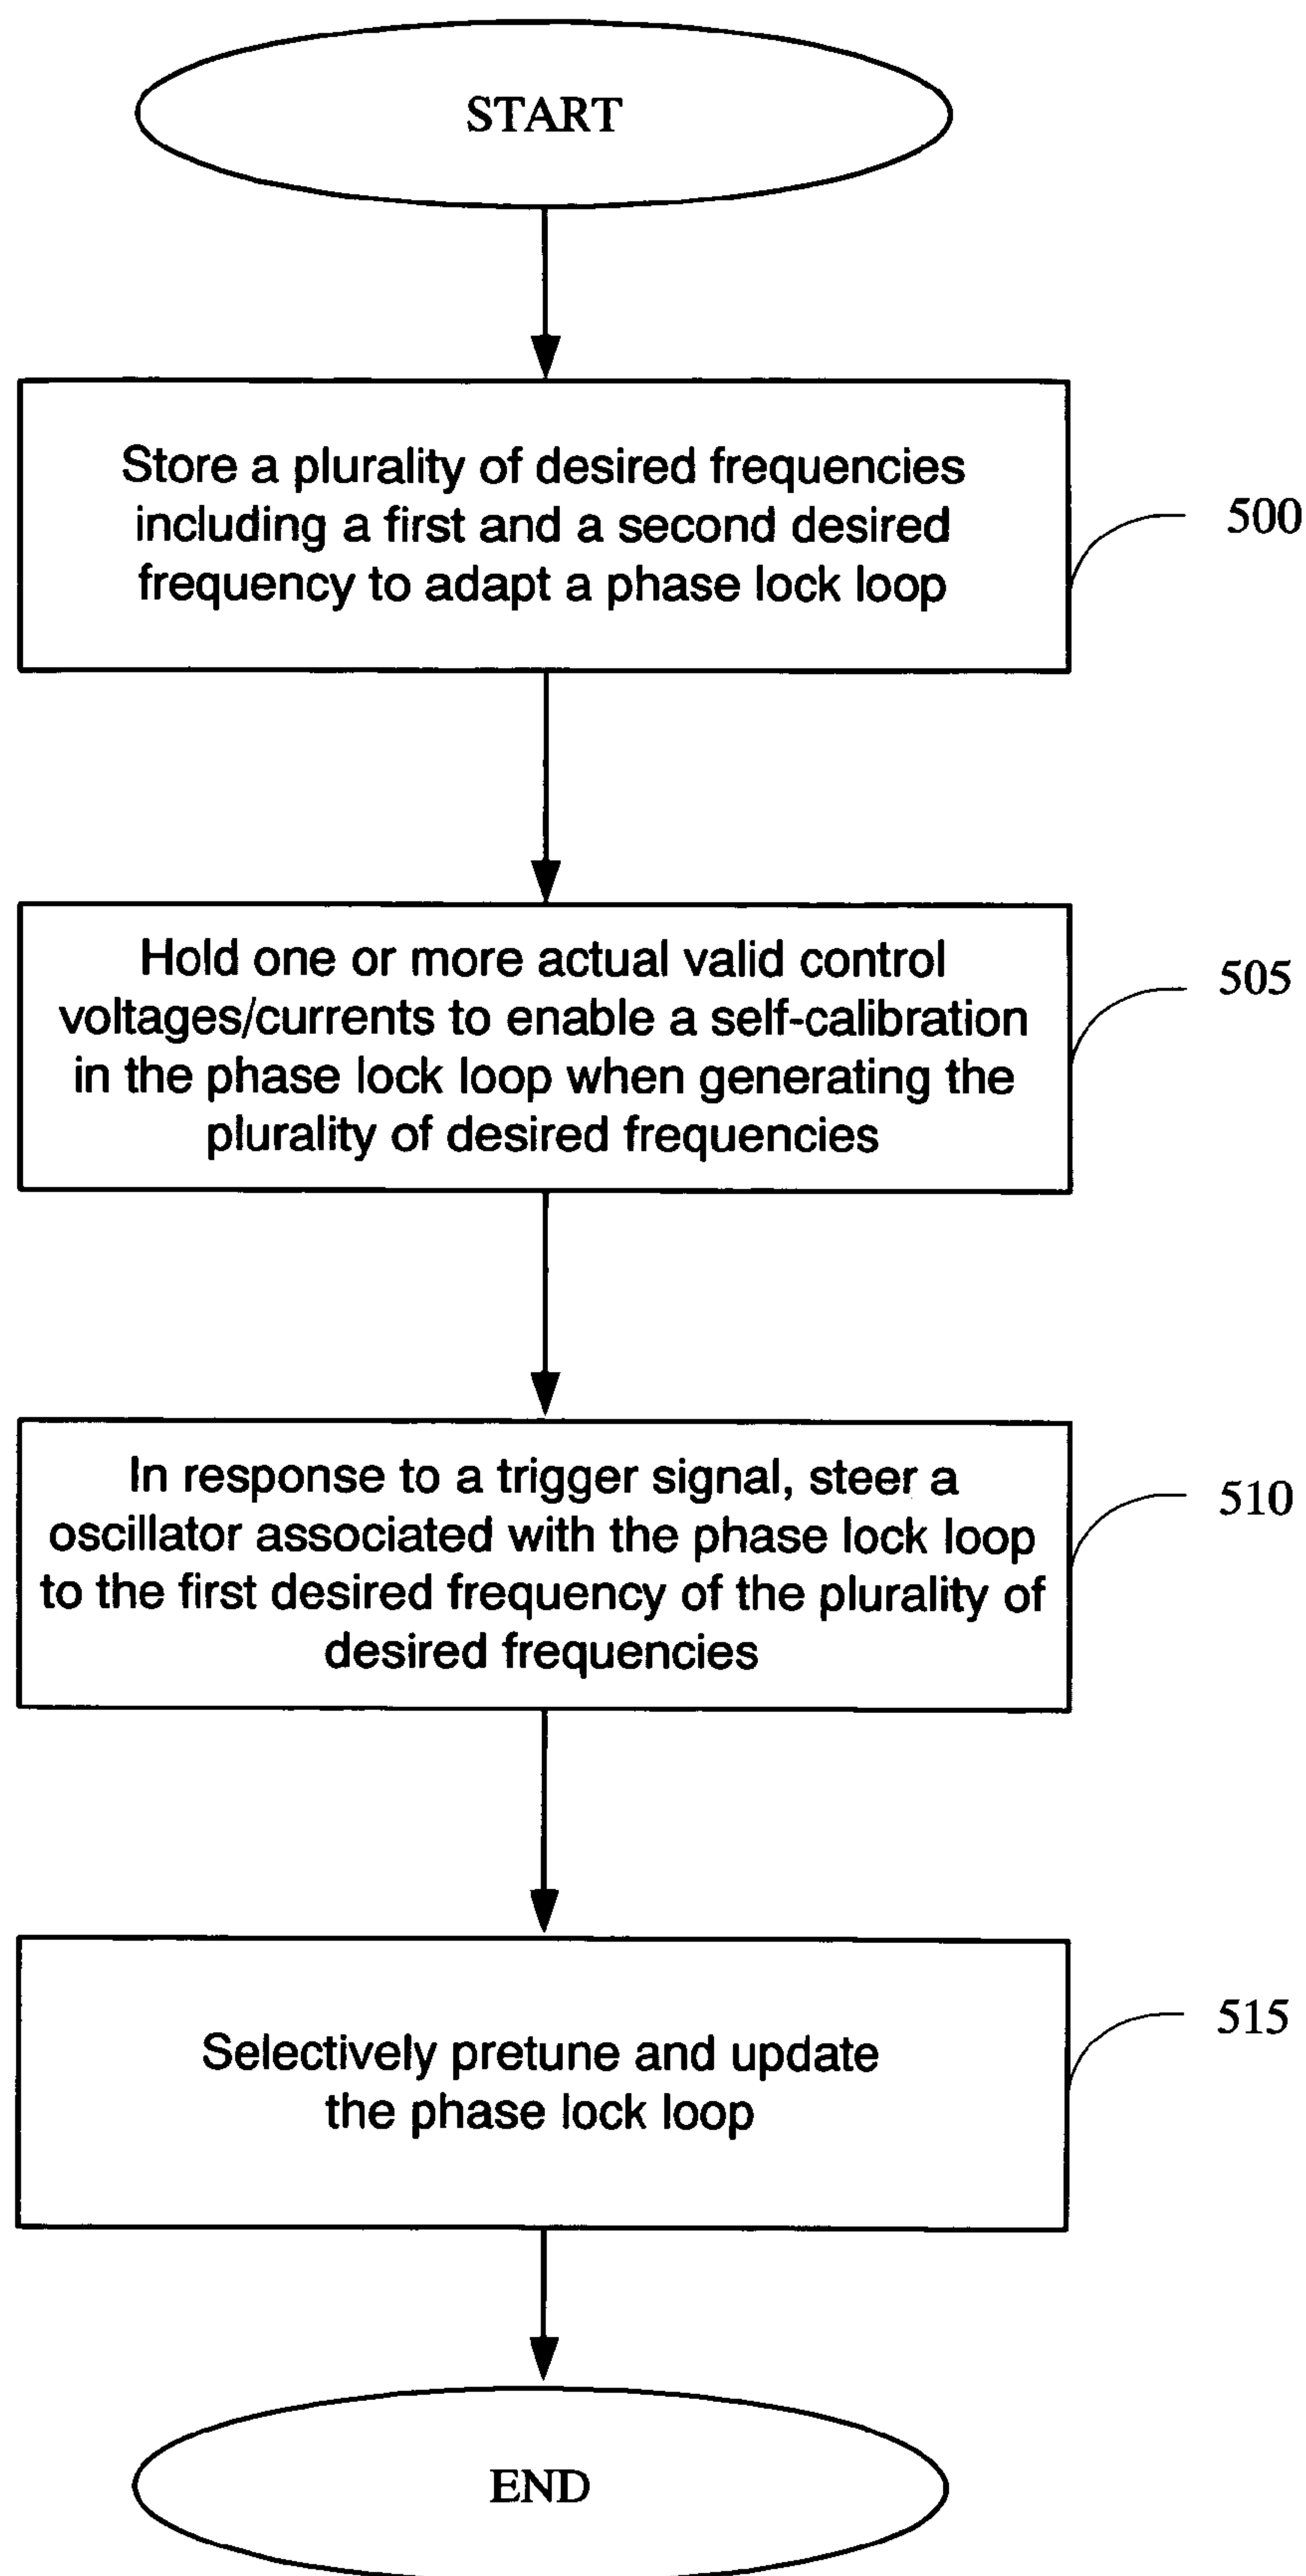 START
Store a plurality of desired frequencies
including a first and a second desired
frequency to adapt a phase lock loop
500
Hold one or more actual valid control
voltages/currents to enable a self-calibration
in the phase lock loop when generating the
plurality of desired frequencies
505
In response to a trigger signal, steer a
oscillator associated with the phase lock loop
to the first desired frequency of the plurality of
desired frequencies
510
Selectively pretune and update
the phase lock loop
515
END